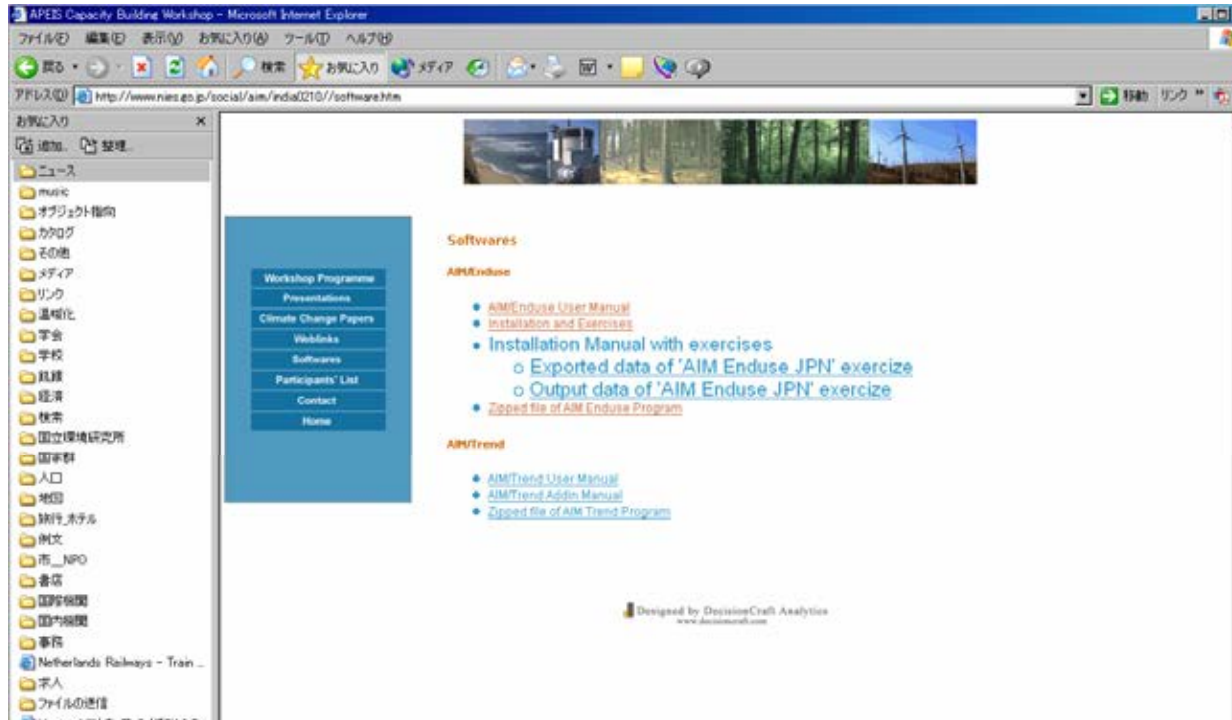 APEIS Capacity Building Workshop - Microsoft Internet Explorer
ファイル(F) 編集(E) 表示(V) お気に入り(A) ツール(T) ヘルプ(H)
戻る 検索 お気に入り メディア
アドレス(D) http://www.nies.go.jp/social/aim/india0210//software.htm 移動 リンク »
お気に入り ×
追加... 整理...
ニュース
music
オブジェクト指向
カタログ
その他
メディア
リンク
温暖化
学会
学校
経済
検索
国立環境研究所
国家群
人口
地図
旅行_ホテル
例文
市__NPO
書店
国際機関
国内機関
事務
Netherlands Railways - Train ...
求人
ファイルの送信
Workshop Programme
Presentations
Climate Change Papers
Weblinks
Softwares
Participants' List
Contact
Home
Softwares
AIM/Enduse
AIM/Enduse User Manual
Installation and Exercises
Installation Manual with exercises
Exported data of 'AIM Enduse JPN' exercize
Output data of 'AIM Enduse JPN' exercize
Zipped file of AIM Enduse Program
AIM/Trend
AIM/Trend User Manual
AIM/Trend Addin Manual
Zipped file of AIM Trend Program
Designed by DecisionCraft Analytics
www.decisioncraft.com